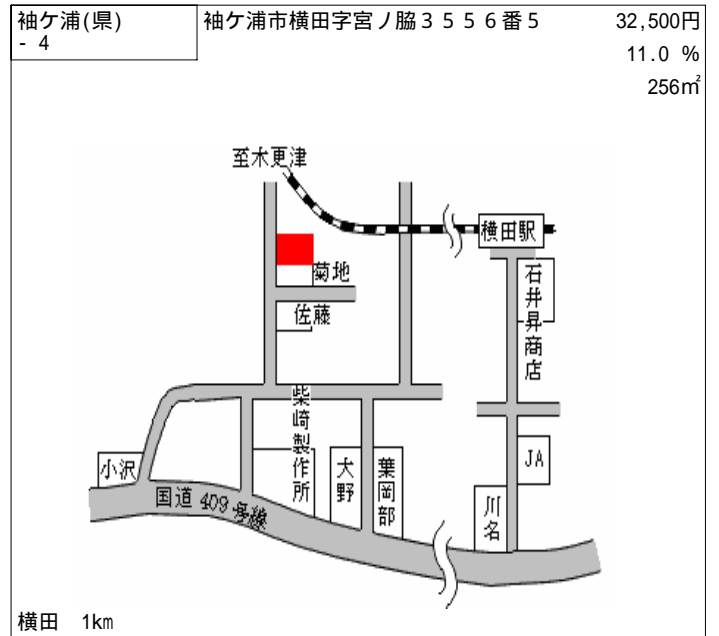 袖ケ浦(県)
- 4
袖ケ浦市横田字宮ノ脇３５５６番５
32,500円
11.0 %
256㎡
至木更津
横田駅
菊地
佐藤
石井昇商店
柴崎製作所
小沢
大野
葉岡部
川名
JA
国道 409 号線
横田 1km